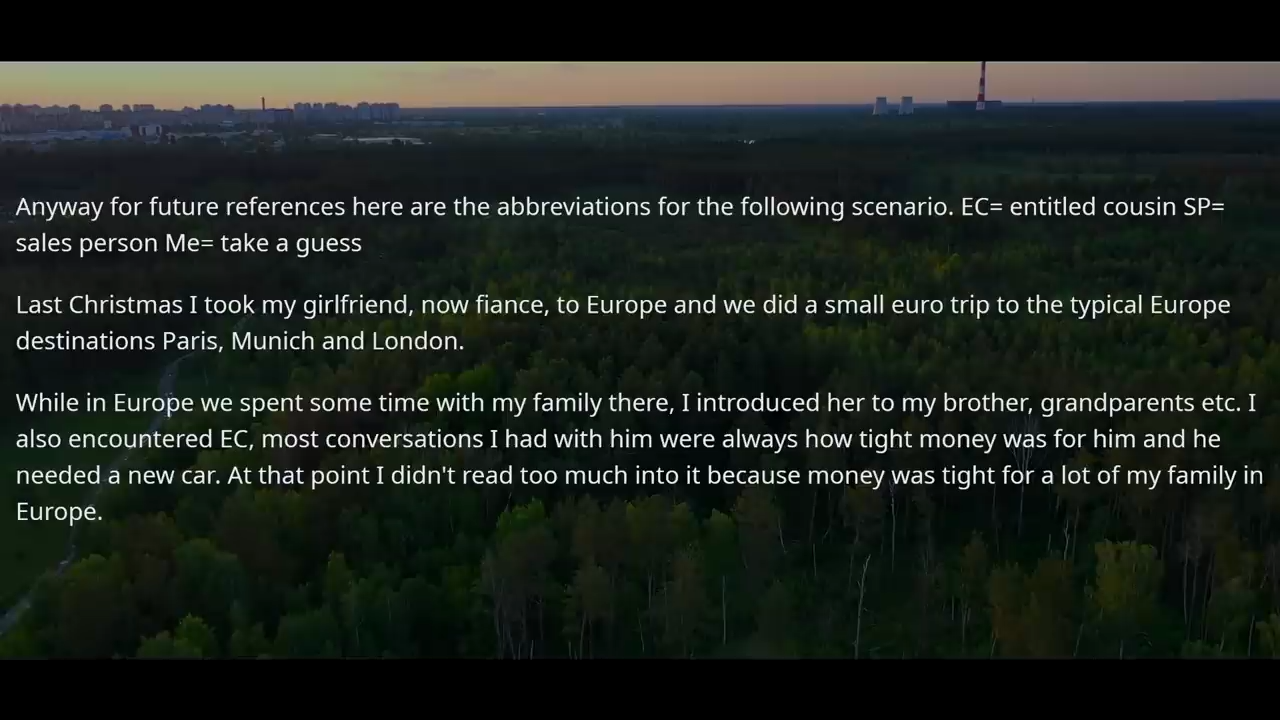 Anyway for future references here are the abbreviations for the following scenario. EC= entitled cousin SP=
sales person Me= take a guess
Last Christmas I took my girlfriend, now fiance, to Europe and we did a small euro trip to the typical Europe
destinations Paris, Munich and London.
While in Europe we spent some time with my family there, I introduced her to my brother, grandparents etc. I
also encountered EC, most conversations I had with him were always how tight money was for him and he
needed a new car. At that point I didn't read too much into it because money was tight for a lot of my family in
Europe.